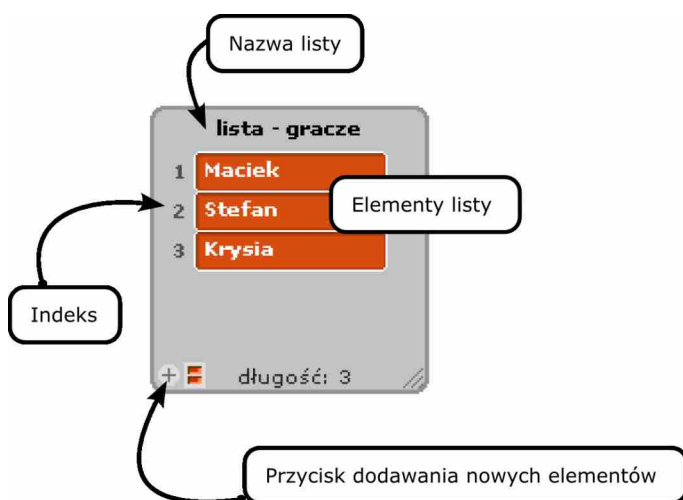 Nazwa listy
lista - gracze
1 Maciek
2 Stefan
3 Krysia
Elementy listy
Indeks
+ długość: 3
Przycisk dodawania nowych elementów